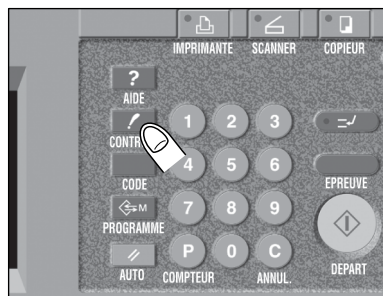 IMPRIMANTE SCANNER COPIEUR
?
AIDE
1 2 3
CONTR
4 5 6
CODE
EPREUVE
M
7 8 9
PROGRAMME
P 0 C
AUTO COMPTEUR ANNUL. DEPART